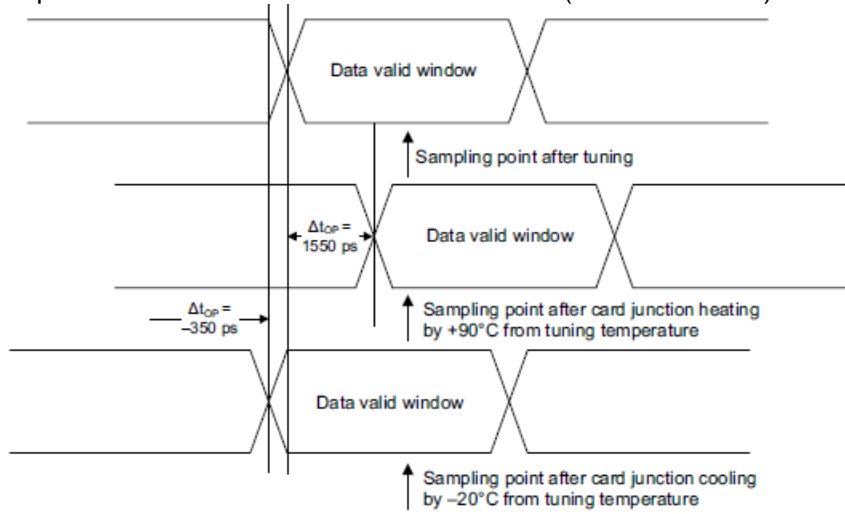 Data valid window
Sampling point after tuning
ΔtOP =
1550 ps
Data valid window
ΔtOP =
–350 ps
Sampling point after card junction heating
by +90°C from tuning temperature
Data valid window
Sampling point after card junction cooling
by –20°C from tuning temperature